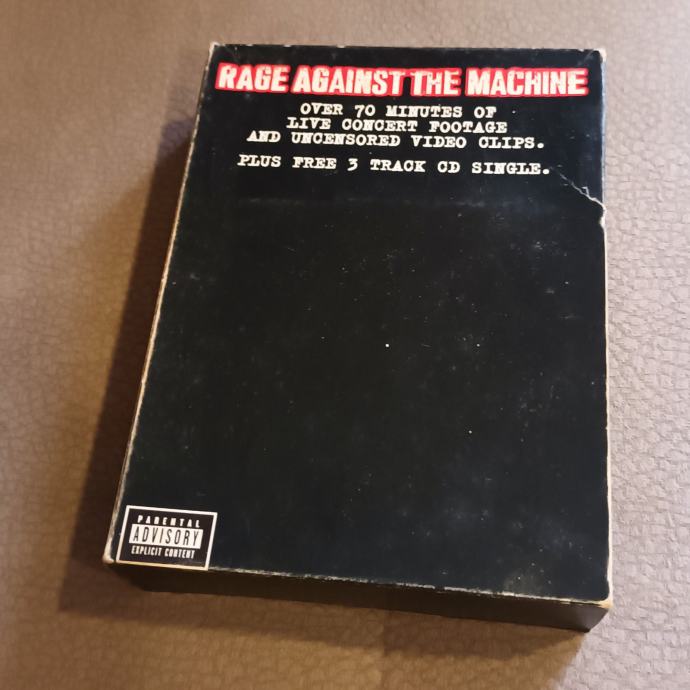 RAGE AGAINST THE MACHINE
OVER 70 MINUTES OF
LIVE CONCERT FOOTAGE
AND UNCENSORED VIDEO CLIPS.
PLUS FREE 3 TRACK CD SINGLE.
PARENTAL
ADVISORY
EXPLICIT CONTENT